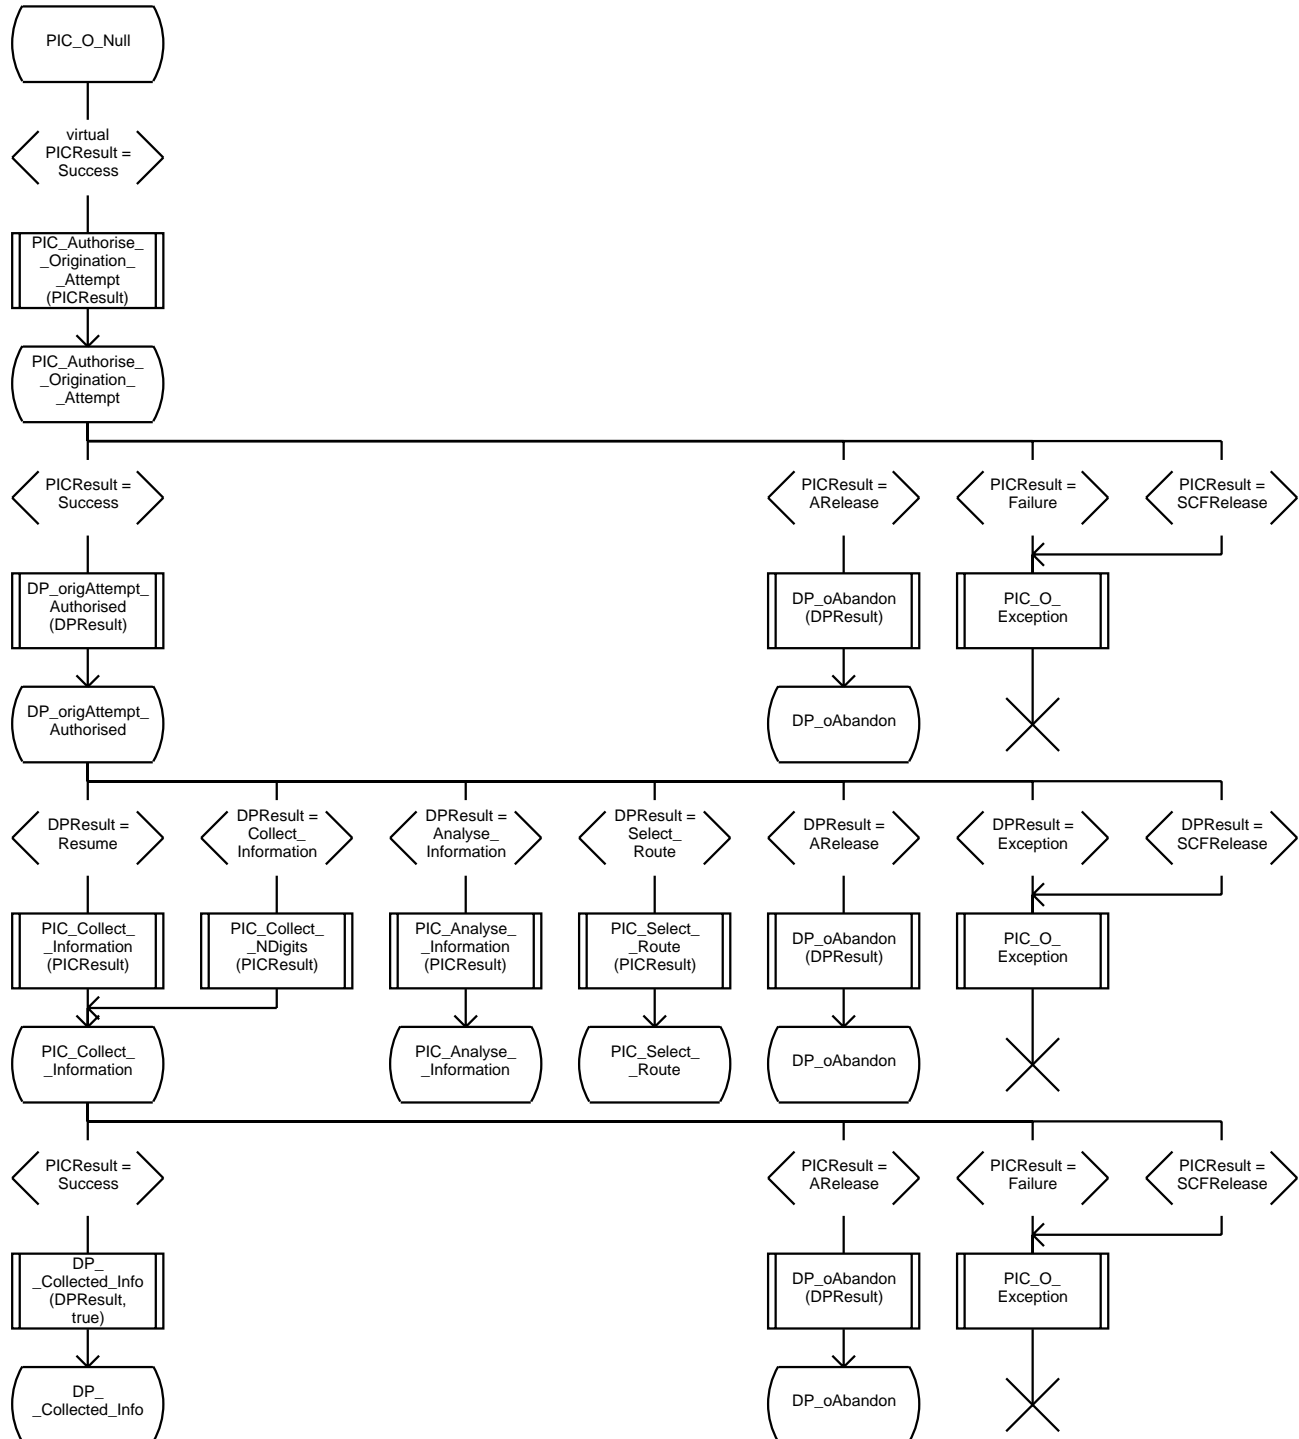 PIC_O_Null
virtual
PICResult =
Success
PIC_Authorise_
_Origination_
_Attempt
(PICResult)
PIC_Authorise_
_Origination_
_Attempt
PICResult =
Success
PICResult =
ARelease
PICResult =
Failure
PICResult =
SCFRelease
DP_origAttempt_
Authorised
(DPResult)
DP_oAbandon
(DPResult)
PIC_O_
Exception
DP_origAttempt_
Authorised
DP_oAbandon
DPResult =
Resume
DPResult =
Collect_
Information
DPResult =
Analyse_
Information
DPResult =
Select_
Route
DPResult =
ARelease
DPResult =
Exception
DPResult =
SCFRelease
PIC_Collect_
_Information
(PICResult)
PIC_Collect_
_NDigits
(PICResult)
PIC_Analyse_
_Information
(PICResult)
PIC_Select_
_Route
(PICResult)
DP_oAbandon
(DPResult)
PIC_O_
Exception
PIC_Collect_
_Information
PIC_Analyse_
_Information
PIC_Select_
_Route
DP_oAbandon
PICResult =
Success
PICResult =
ARelease
PICResult =
Failure
PICResult =
SCFRelease
DP_
_Collected_Info
(DPResult,
true)
DP_oAbandon
(DPResult)
PIC_O_
Exception
DP_
_Collected_Info
DP_oAbandon